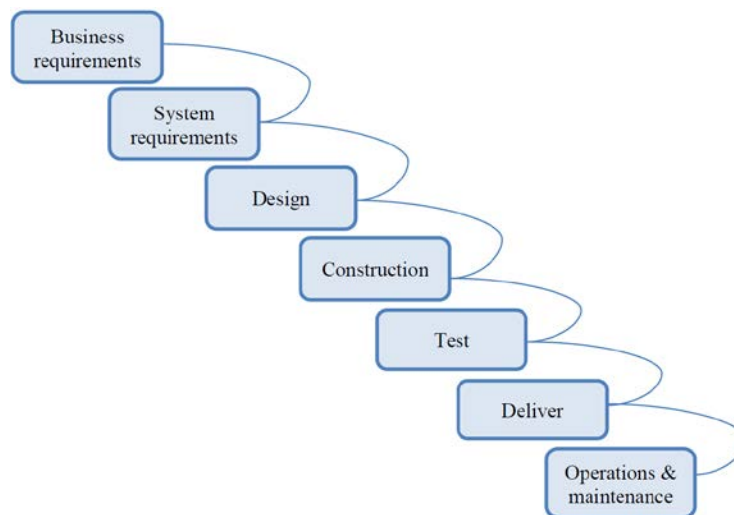 Business
requirements
System
requirements
Design
Construction
Test
Deliver
Operations &
maintenance